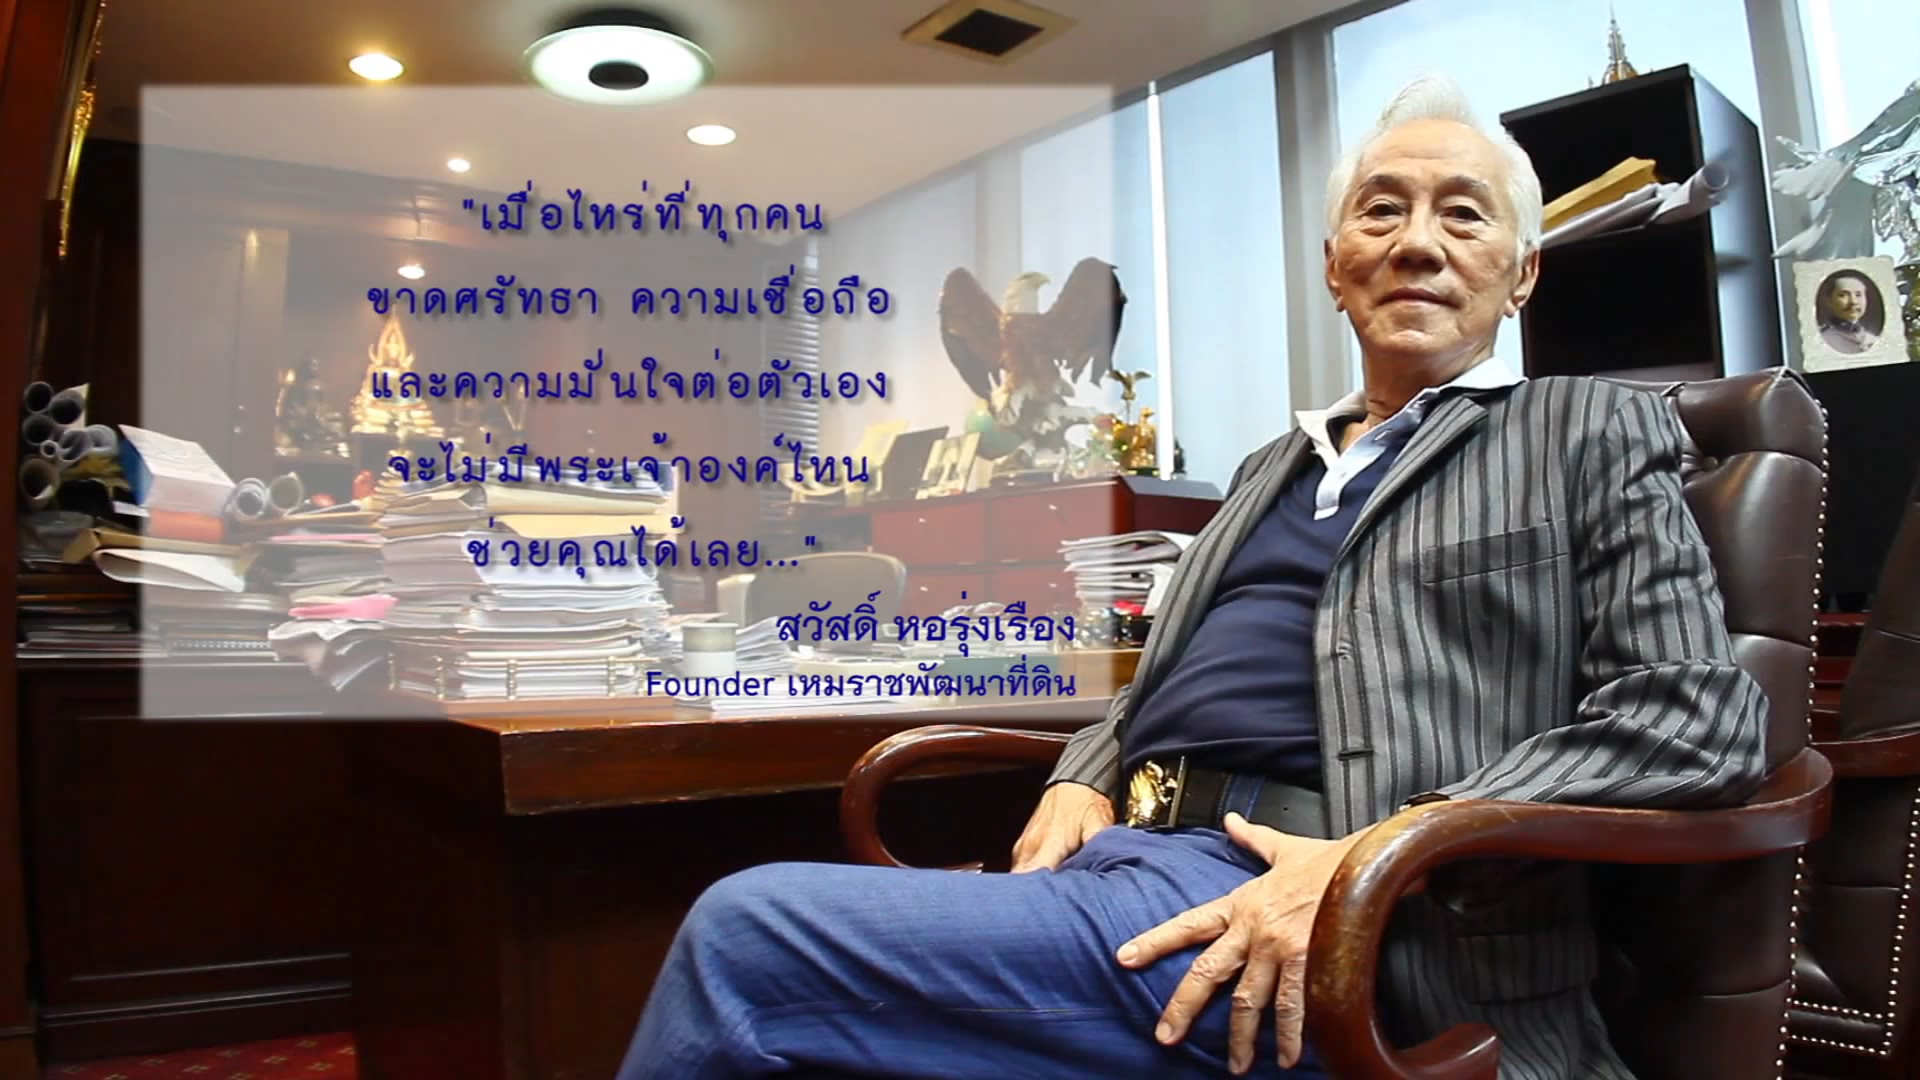 "เมื่อไหร่ที่ทุกคน
ขาดศรัทธา ความเชื่อถือ
และความมั่นใจต่อตัวเอง
จะไม่มีพระเจ้าองค์ไหน
ช่วยคุณได้เลย..."
สวัสดิ์ หอรุ่งเรือง
Founder เหมราชพัฒนาที่ดิน